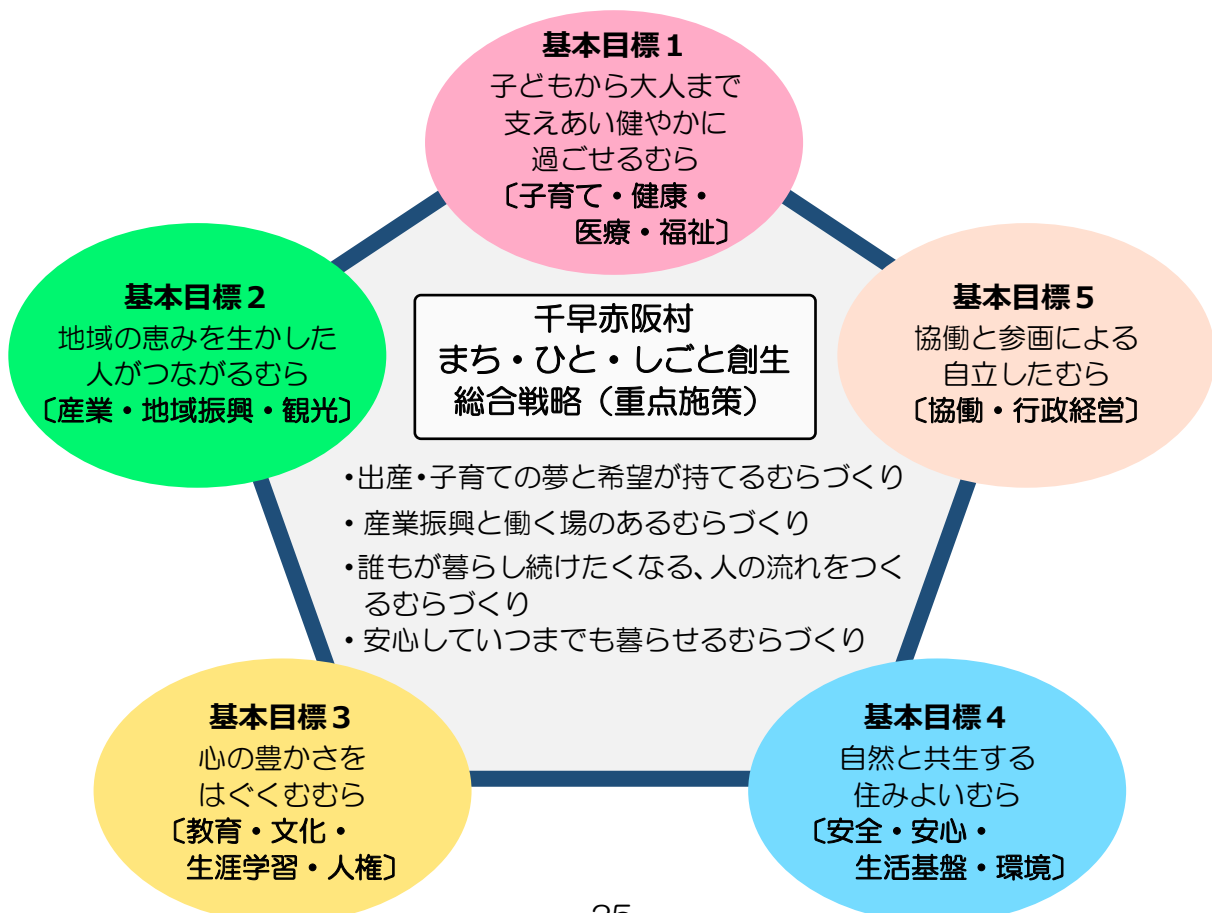 基本目標１
子どもから大人まで
支えあい健やかに
過ごせるむら
〔子育て・健康・
医療・福祉〕
基本目標２
地域の恵みを生かした
人がつながるむら
〔産業・地域振興・観光〕
千早赤阪村
まち・ひと・しごと創生
総合戦略（重点施策）
基本目標５
協働と参画による
自立したむら
〔協働・行政経営〕
・出産・子育ての夢と希望が持てるむらづくり
・産業振興と働く場のあるむらづくり
・誰もが暮らし続けたくなる、人の流れをつく
るむらづくり
・安心していつまでも暮らせるむらづくり
基本目標３
心の豊かさを
はぐくむむら
〔教育・文化・
生涯学習・人権〕
基本目標４
自然と共生する
住みよいむら
〔安全・安心・
生活基盤・環境〕